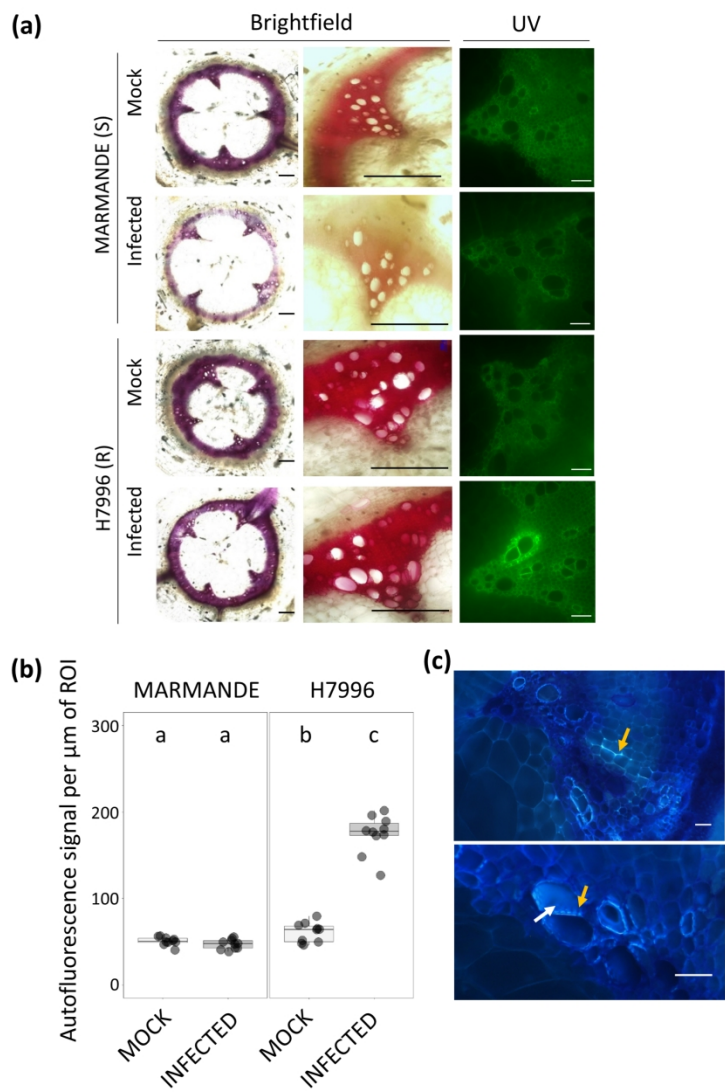 (a)
Brightfield
UV
MARMANDE (S)
Mock
Infected
H7996 (R)
Mock
Infected
(b)
MARMANDE
H7996
Autofluorescence signal per µm of ROI
300
200
100
0
a
a
b
c
MOCK
INFECTED
MOCK
INFECTED
(c)